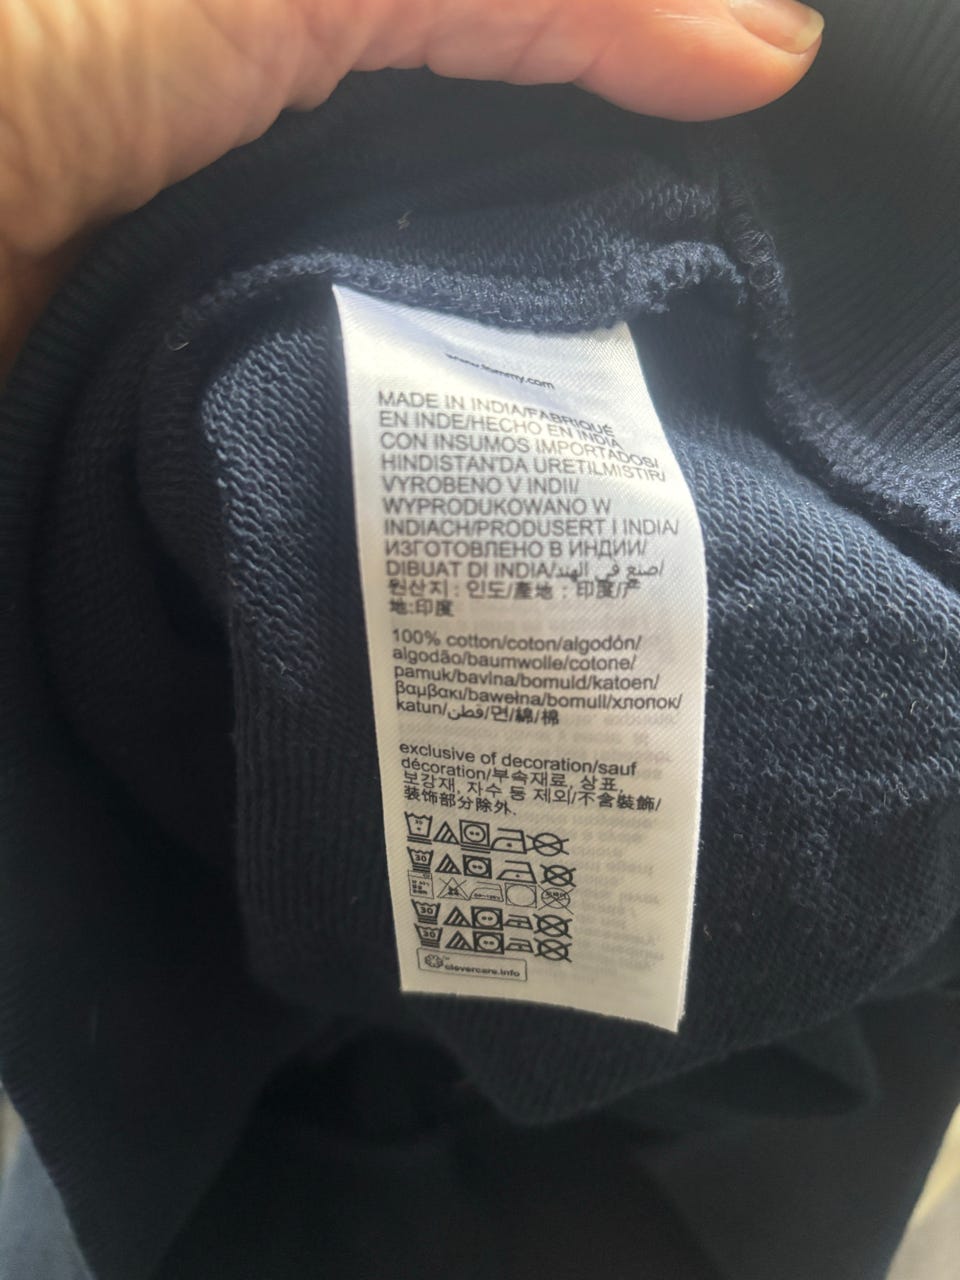 www.tommy.com
MADE IN INDIA/FABRIQUÉ
EN INDE/HECHO EN INDIA
CON INSUMOS IMPORTADOS/
HINDISTAN'DA URETILMISTIR/
VYROBENO V INDII/
WYPRODUKOWANO W
INDIACH/PRODUSERT I INDIA/
ИЗГОТОВЛЕНО В ИНДИИ/
DIBUAT DI INDIA/صنع في الهند/
원산지 : 인도/產地 : 印度/产
地:印度
100% cotton/coton/algodón/
algodão/baumwolle/cotone/
pamuk/bavlna/bomuld/katoen/
βαμβακι/bawełna/bomull/хлопок/
katun/قطن/면/綿/棉
exclusive of decoration/sauf
décoration/부속재료, 상표,
보강재, 자수 등 제외/不含裝飾/
装饰部分除外.
30
30
30
30
clevercare.info